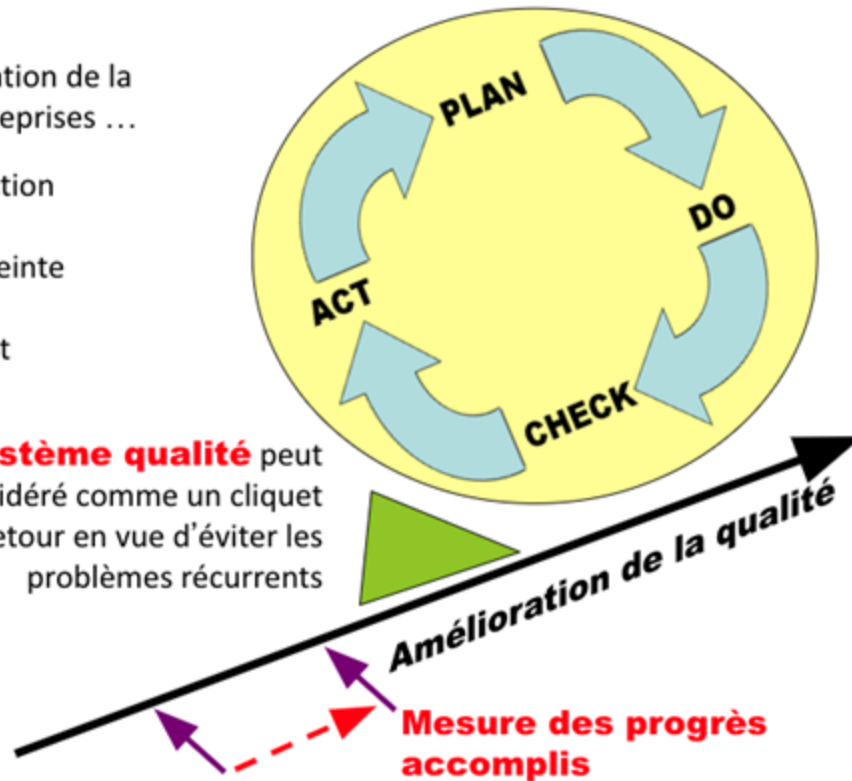 ation de la
eprises …
tion
einte
t
stème qualité peut
idéré comme un cliquet
etour en vue d'éviter les
problèmes récurrents
PLAN
DO
CHECK
ACT
Amélioration de la qualité
Mesure des progrès
accomplis